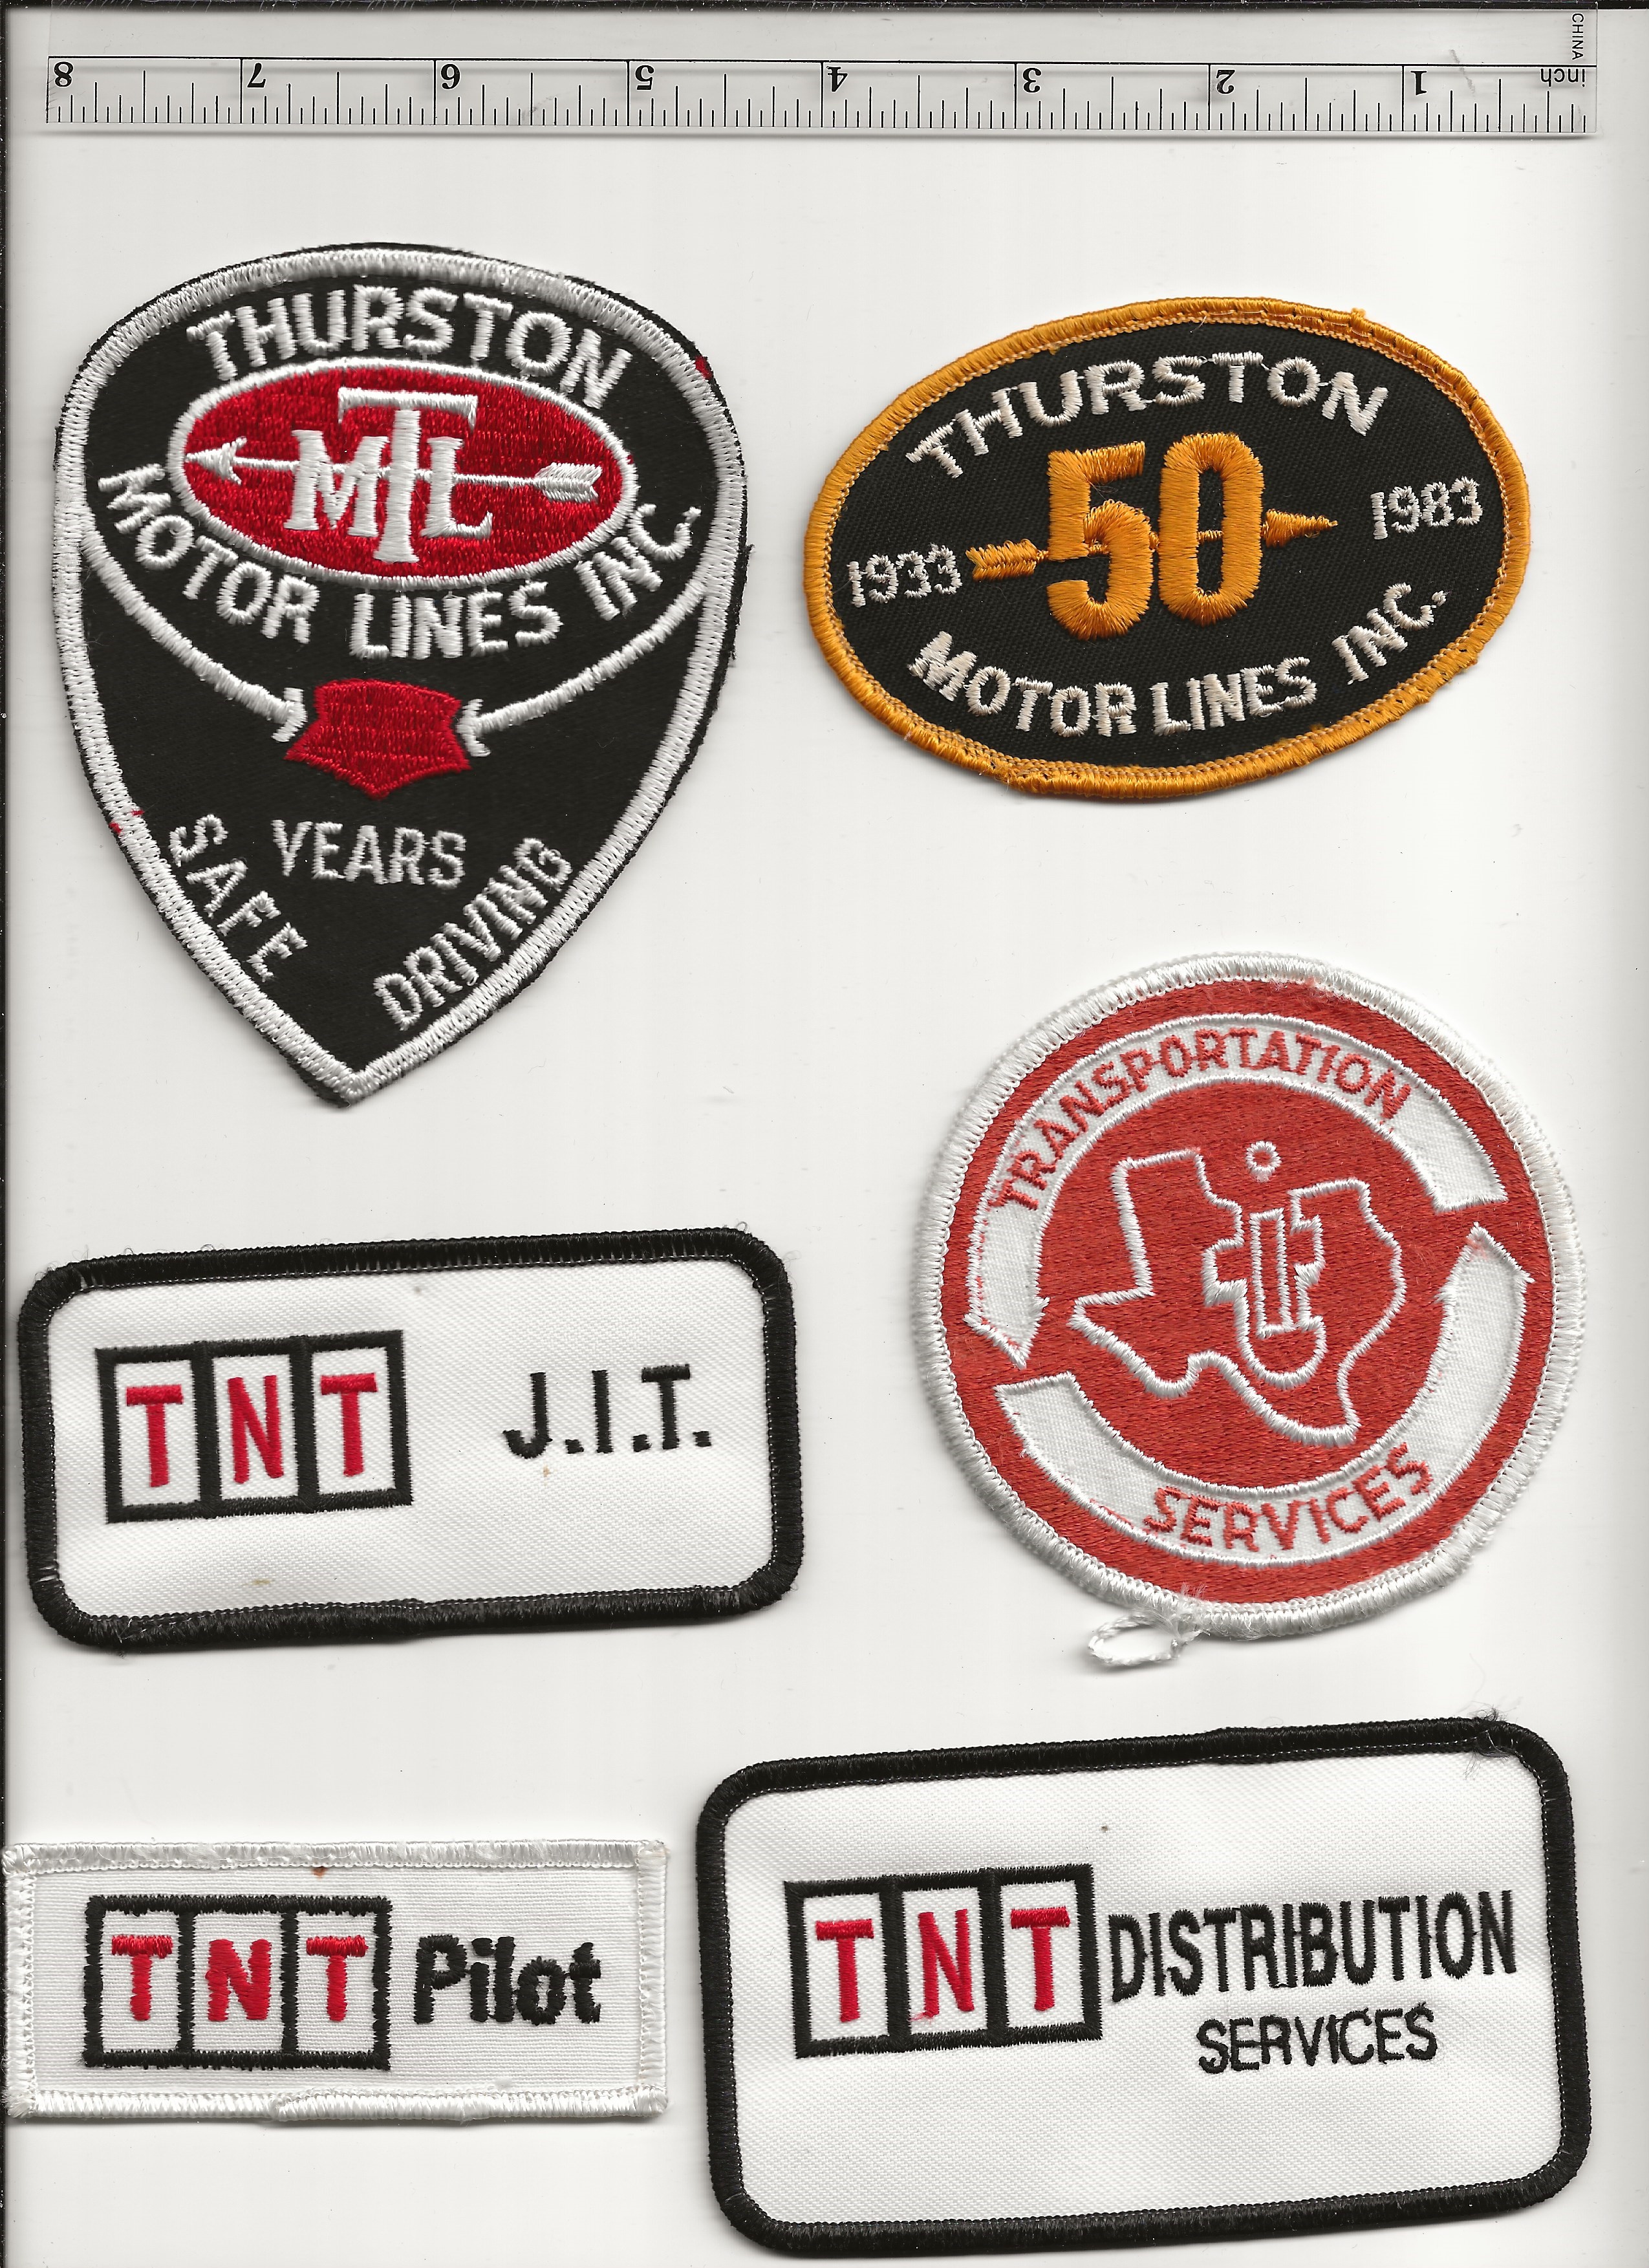 CHINA
inch
8 7 6 5 4 3 2 1
THURSTON
MTL
MOTOR LINES INC.
YEARS
SAFE DRIVING
THURSTON
1933 50 1983
MOTOR LINES INC.
TRANSPORTATION
SERVICES
TNT J.I.T.
TNT Pilot
TNT DISTRIBUTION
SERVICES